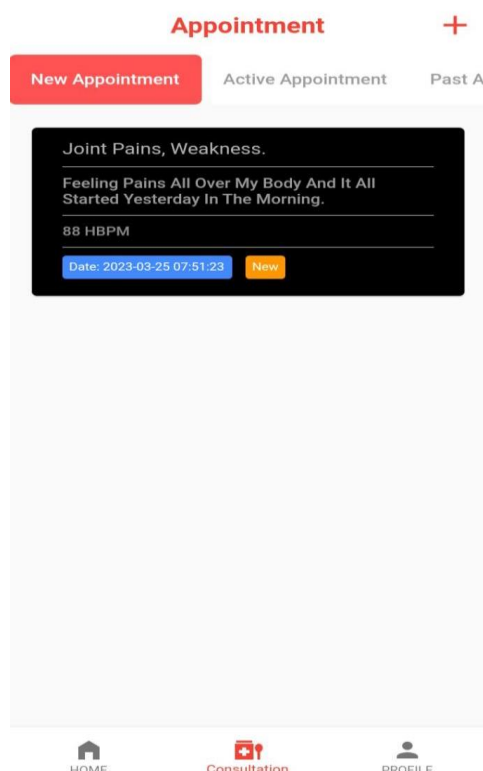 Appointment +
New Appointment Active Appointment Past A
Joint Pains, Weakness.
Feeling Pains All Over My Body And It All
Started Yesterday In The Morning.
88 HBPM
Date: 2023-03-25 07:51:23 New
HOME Consultation PROFILE